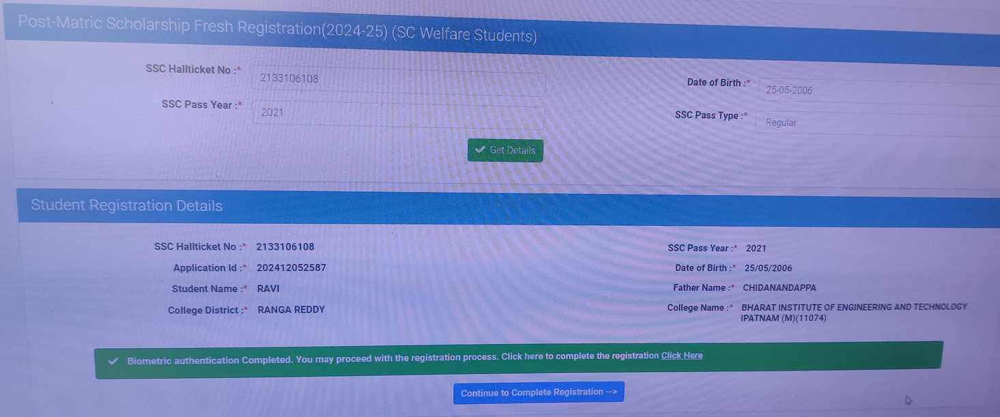 Post-Matric Scholarship Fresh Registration(2024-25) (SC Welfare Students)
SSC Hallticket No :* 2133106108
Date of Birth :* 25-05-2006
SSC Pass Year :* 2021
SSC Pass Type :* Regular
✔ Get Details
Student Registration Details
SSC Hallticket No :* 2133106108
SSC Pass Year :* 2021
Application Id :* 202412052587
Date of Birth :* 25/05/2006
Student Name :* RAVI
Father Name :* CHIDANANDAPPA
College District :* RANGA REDDY
College Name :* BHARAT INSTITUTE OF ENGINEERING AND TECHNOLOGY
IPATNAM (M)(11074)
✔ Biometric authentication Completed. You may proceed with the registration process. Click here to complete the registration Click Here
Continue to Complete Registration -->